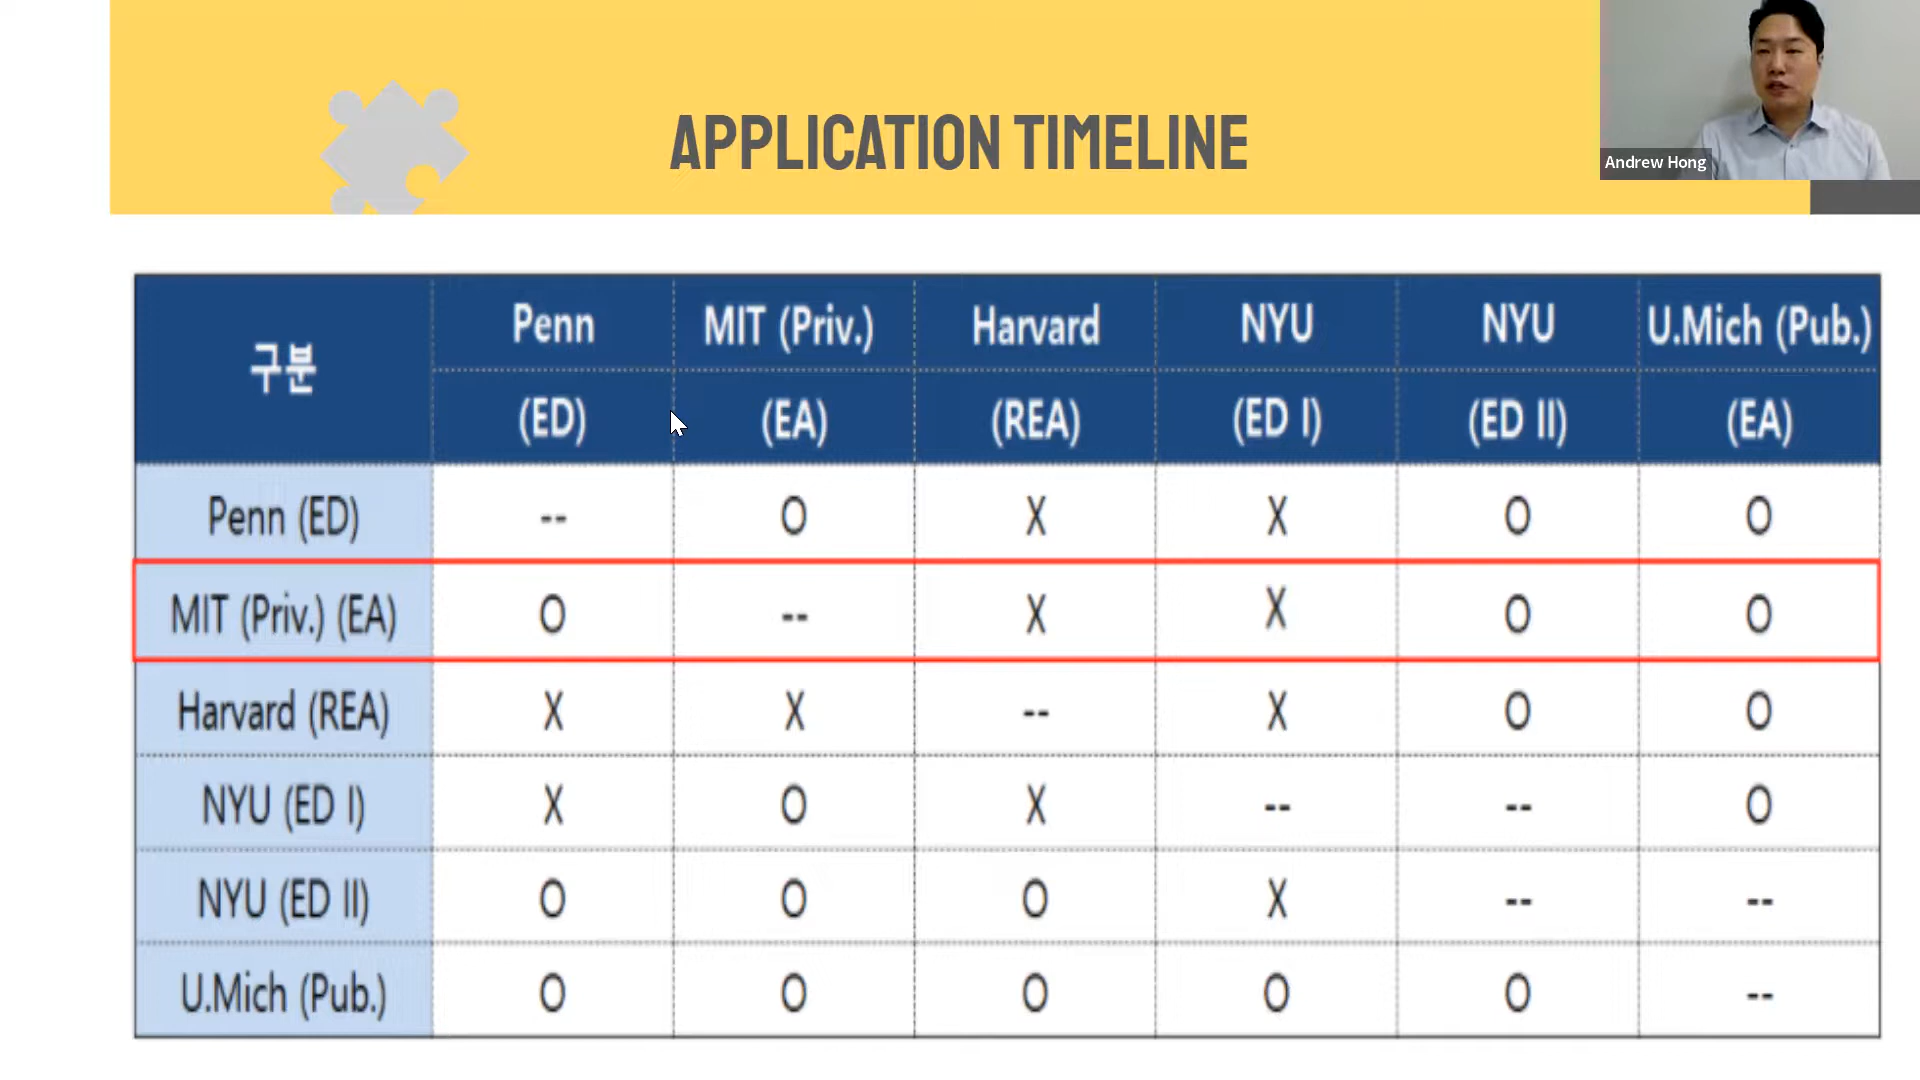 APPLICATION TIMELINE
Andrew Hong
구분 Penn MIT (Priv.) Harvard NYU NYU U.Mich (Pub.)
(ED) (EA) (REA) (ED I) (ED II) (EA)
Penn (ED) -- O X X O O
MIT (Priv.) (EA) O -- X X O O
Harvard (REA) X X -- X O O
NYU (ED I) X O X -- -- O
NYU (ED II) O O O X -- --
U.Mich (Pub.) O O O O O --